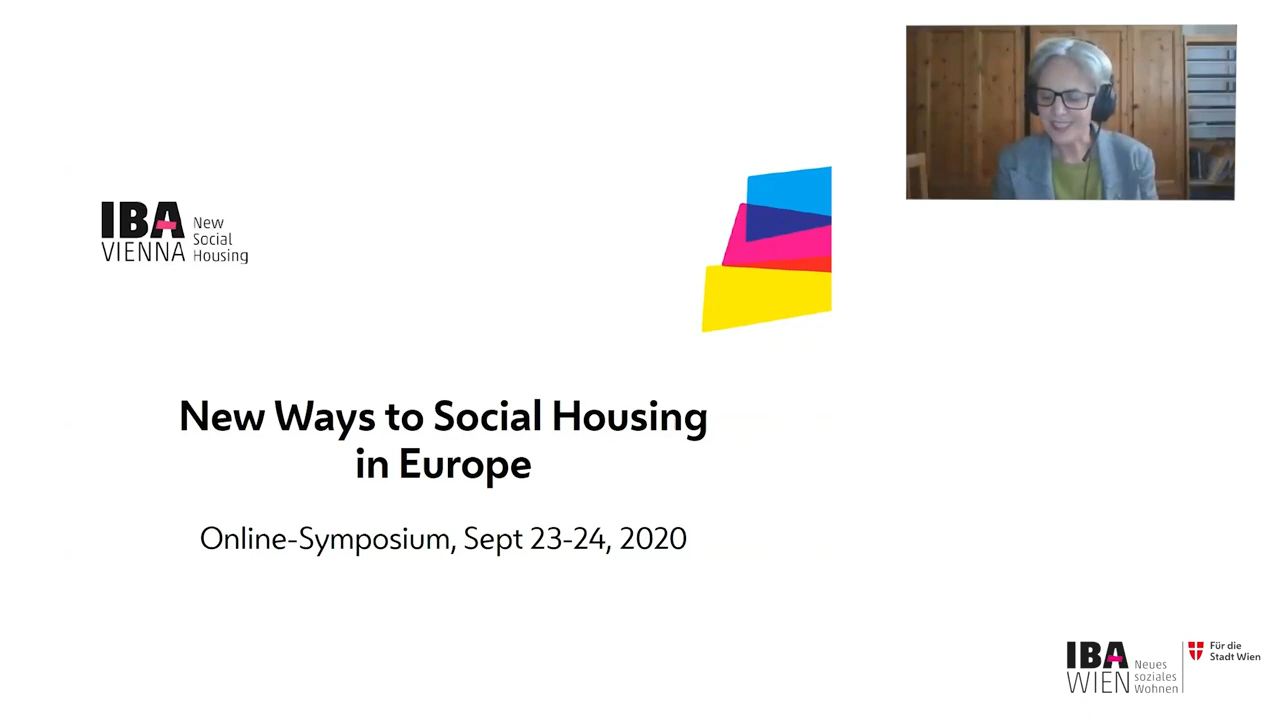 IBA
VIENNA
New
Social
Housing
New Ways to Social Housing
in Europe
Online-Symposium, Sept 23-24, 2020
IBA
WIEN
Neues
soziales
Wohnen
Für die
Stadt Wien